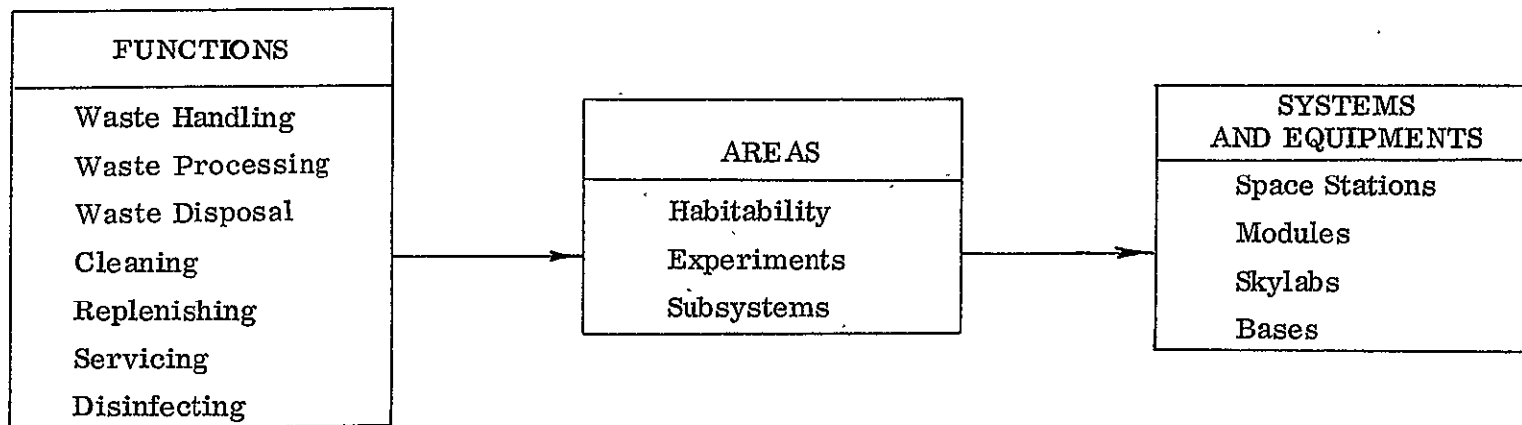 FUNCTIONS
Waste Handling
Waste Processing
Waste Disposal
Cleaning
Replenishing
Servicing
Disinfecting
AREAS
Habitability
Experiments
Subsystems
SYSTEMS
AND EQUIPMENTS
Space Stations
Modules
Skylabs
Bases